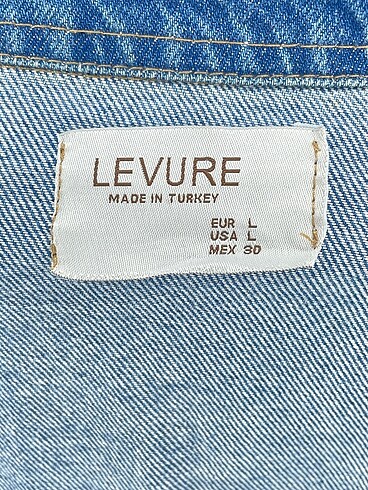 LEVURE
MADE IN TURKEY
EUR L
USA L
MEX 30